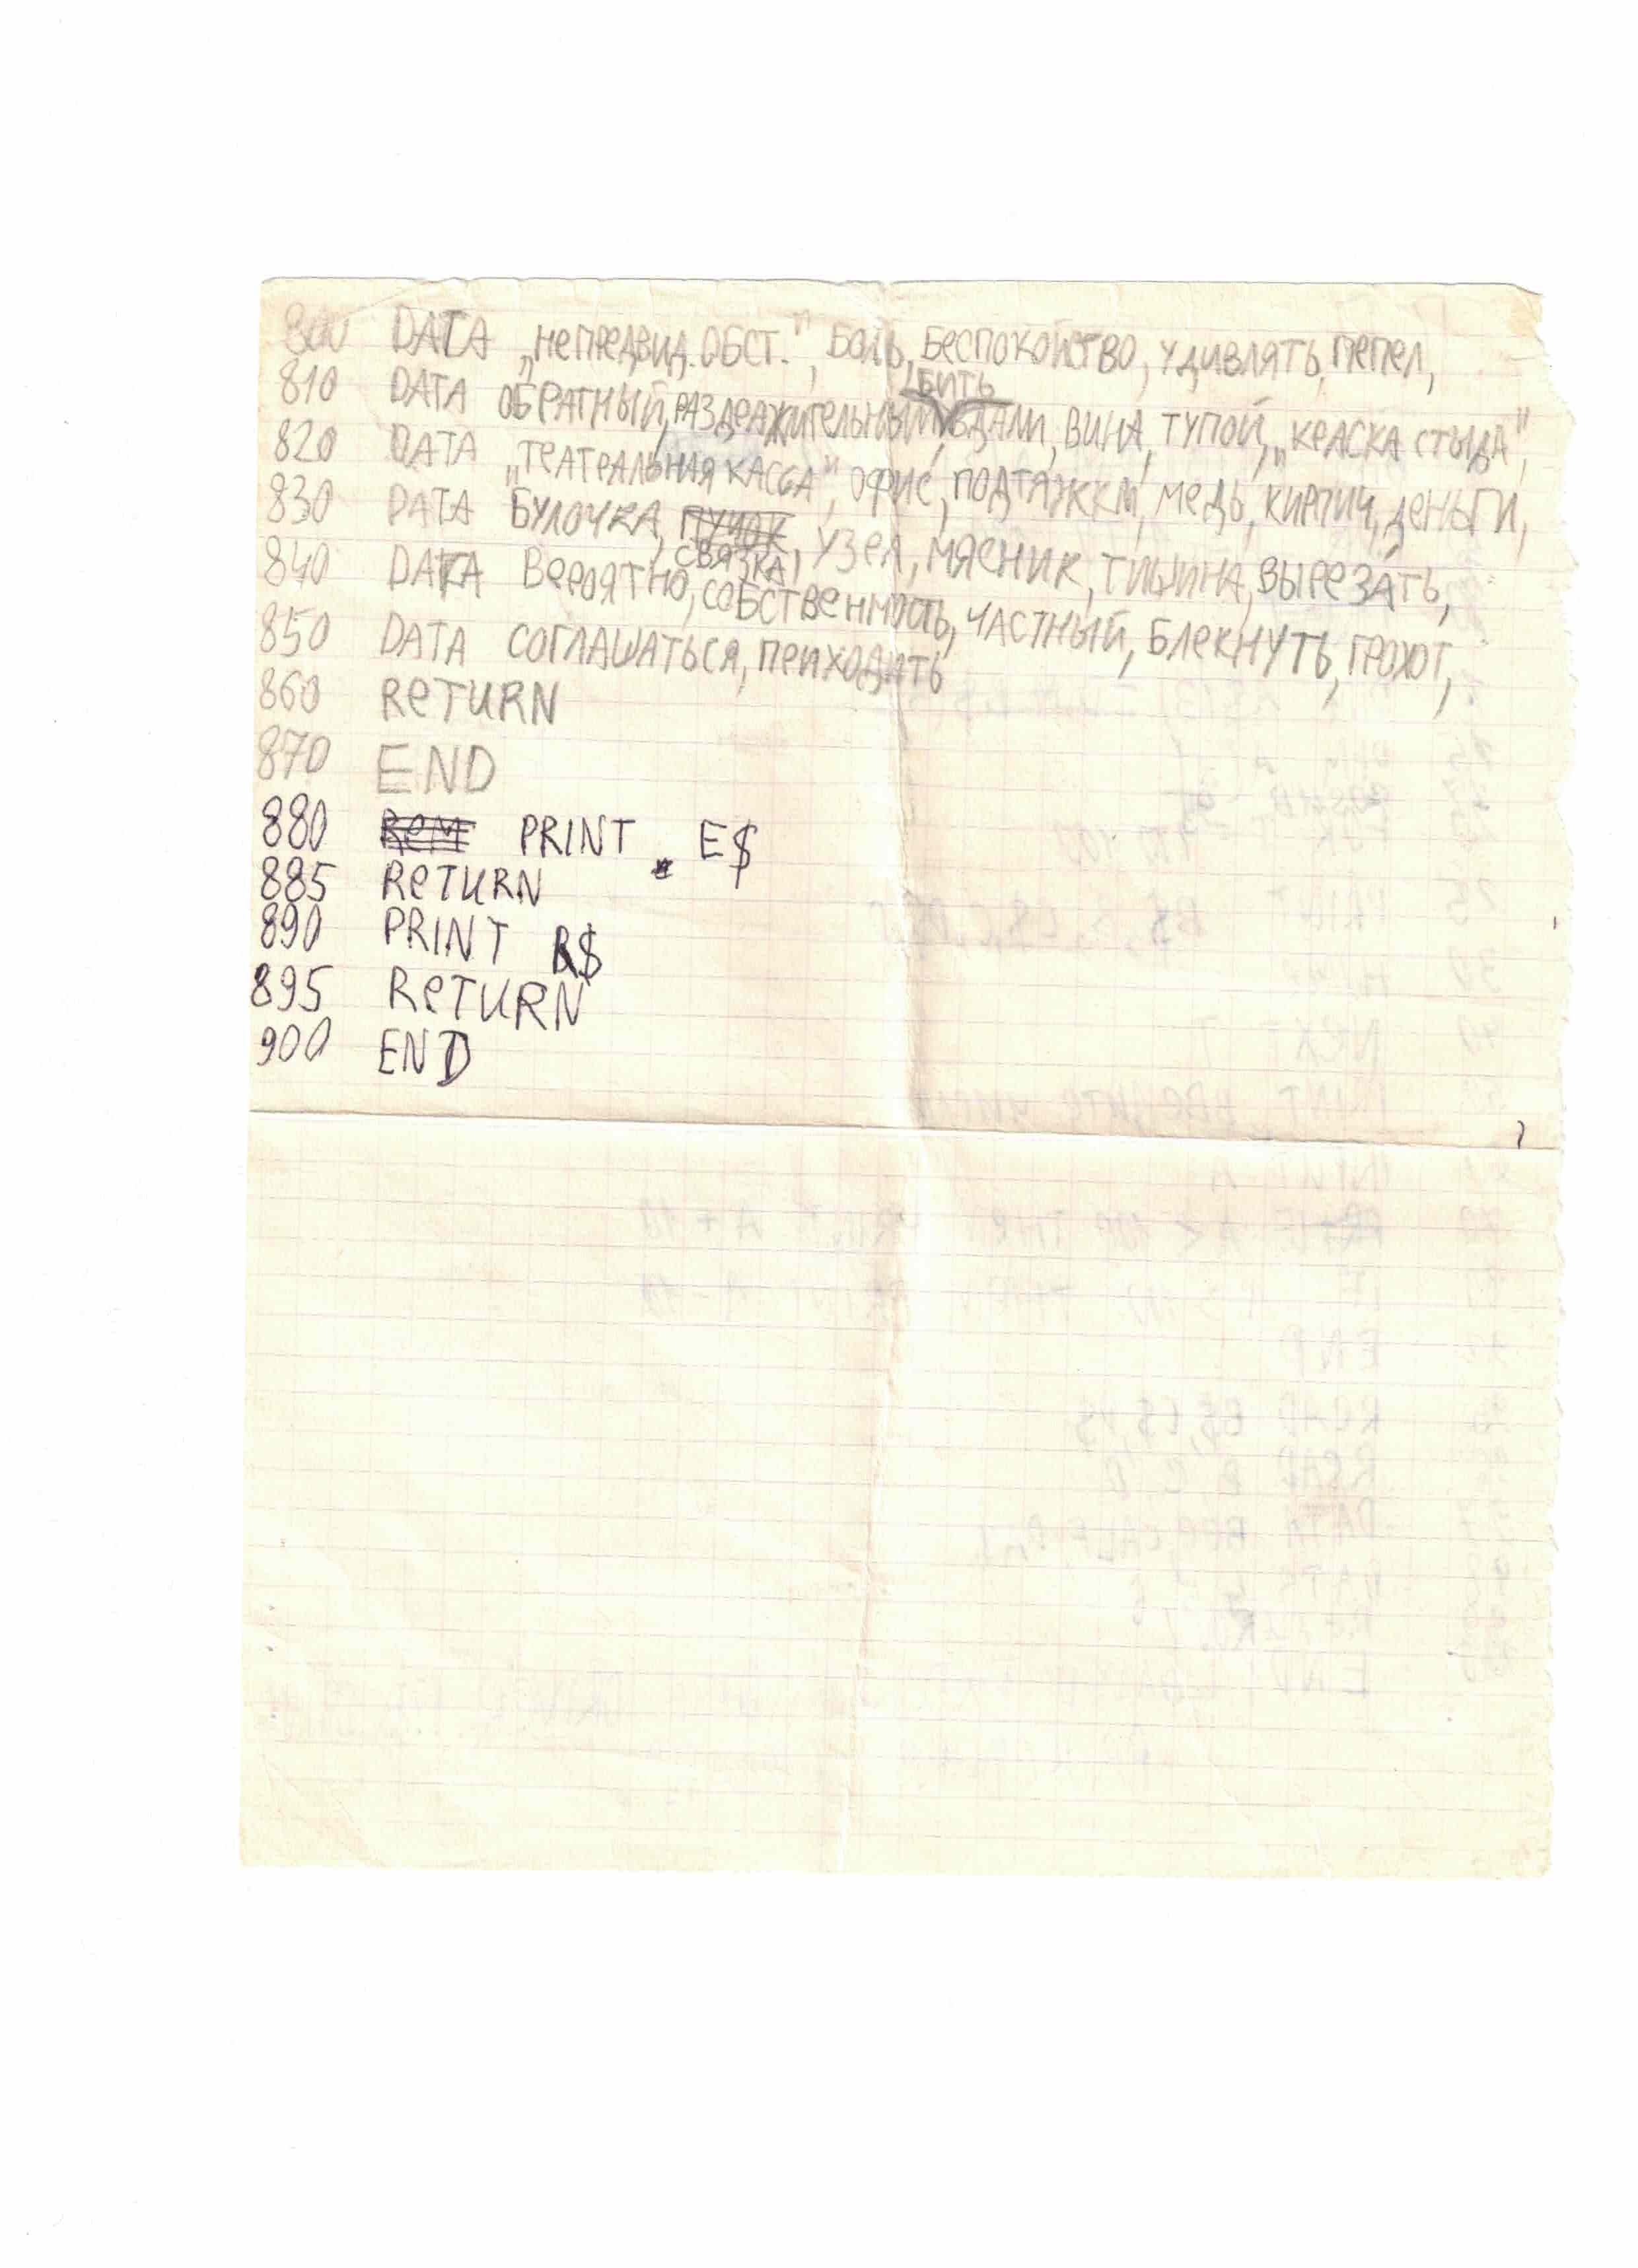 800 DATA „НЕПРЕДВИД. ОБСТ.", БОЛЬ, БЕСПОКОЙСТВО, УДИВЛЯТЬ, ПЕПЕЛ,
810 DATA ОБРАТНЫЙ, РАЗДРАЖИТЕЛЬНЫЙ, БИТЬ, ВДАЛИ, ВИНА, ТУПОЙ, „КРАСКА СТЫДА",
820 DATA „ТЕАТРАЛЬНАЯ КАССА", ОФИС, ПОДТЯЖКИ, МЕДЬ, КИРПИЧ, ДЕНЬГИ,
830 DATA БУЛОЧКА, СВЯЗКА, УЗЕЛ, МЯСНИК, ТИШИНА, ВЫРЕЗАТЬ,
840 DATA ВЕРОЯТНО, СОБСТВЕННОСТЬ, ЧАСТНЫЙ, БЛЕКНУТЬ, ГРОХОТ,
850 DATA СОГЛАШАТЬСЯ, ПРИХОДИТЬ
860 RETURN
870 END
880 REM PRINT E$
885 RETURN
890 PRINT R$
895 RETURN
900 END